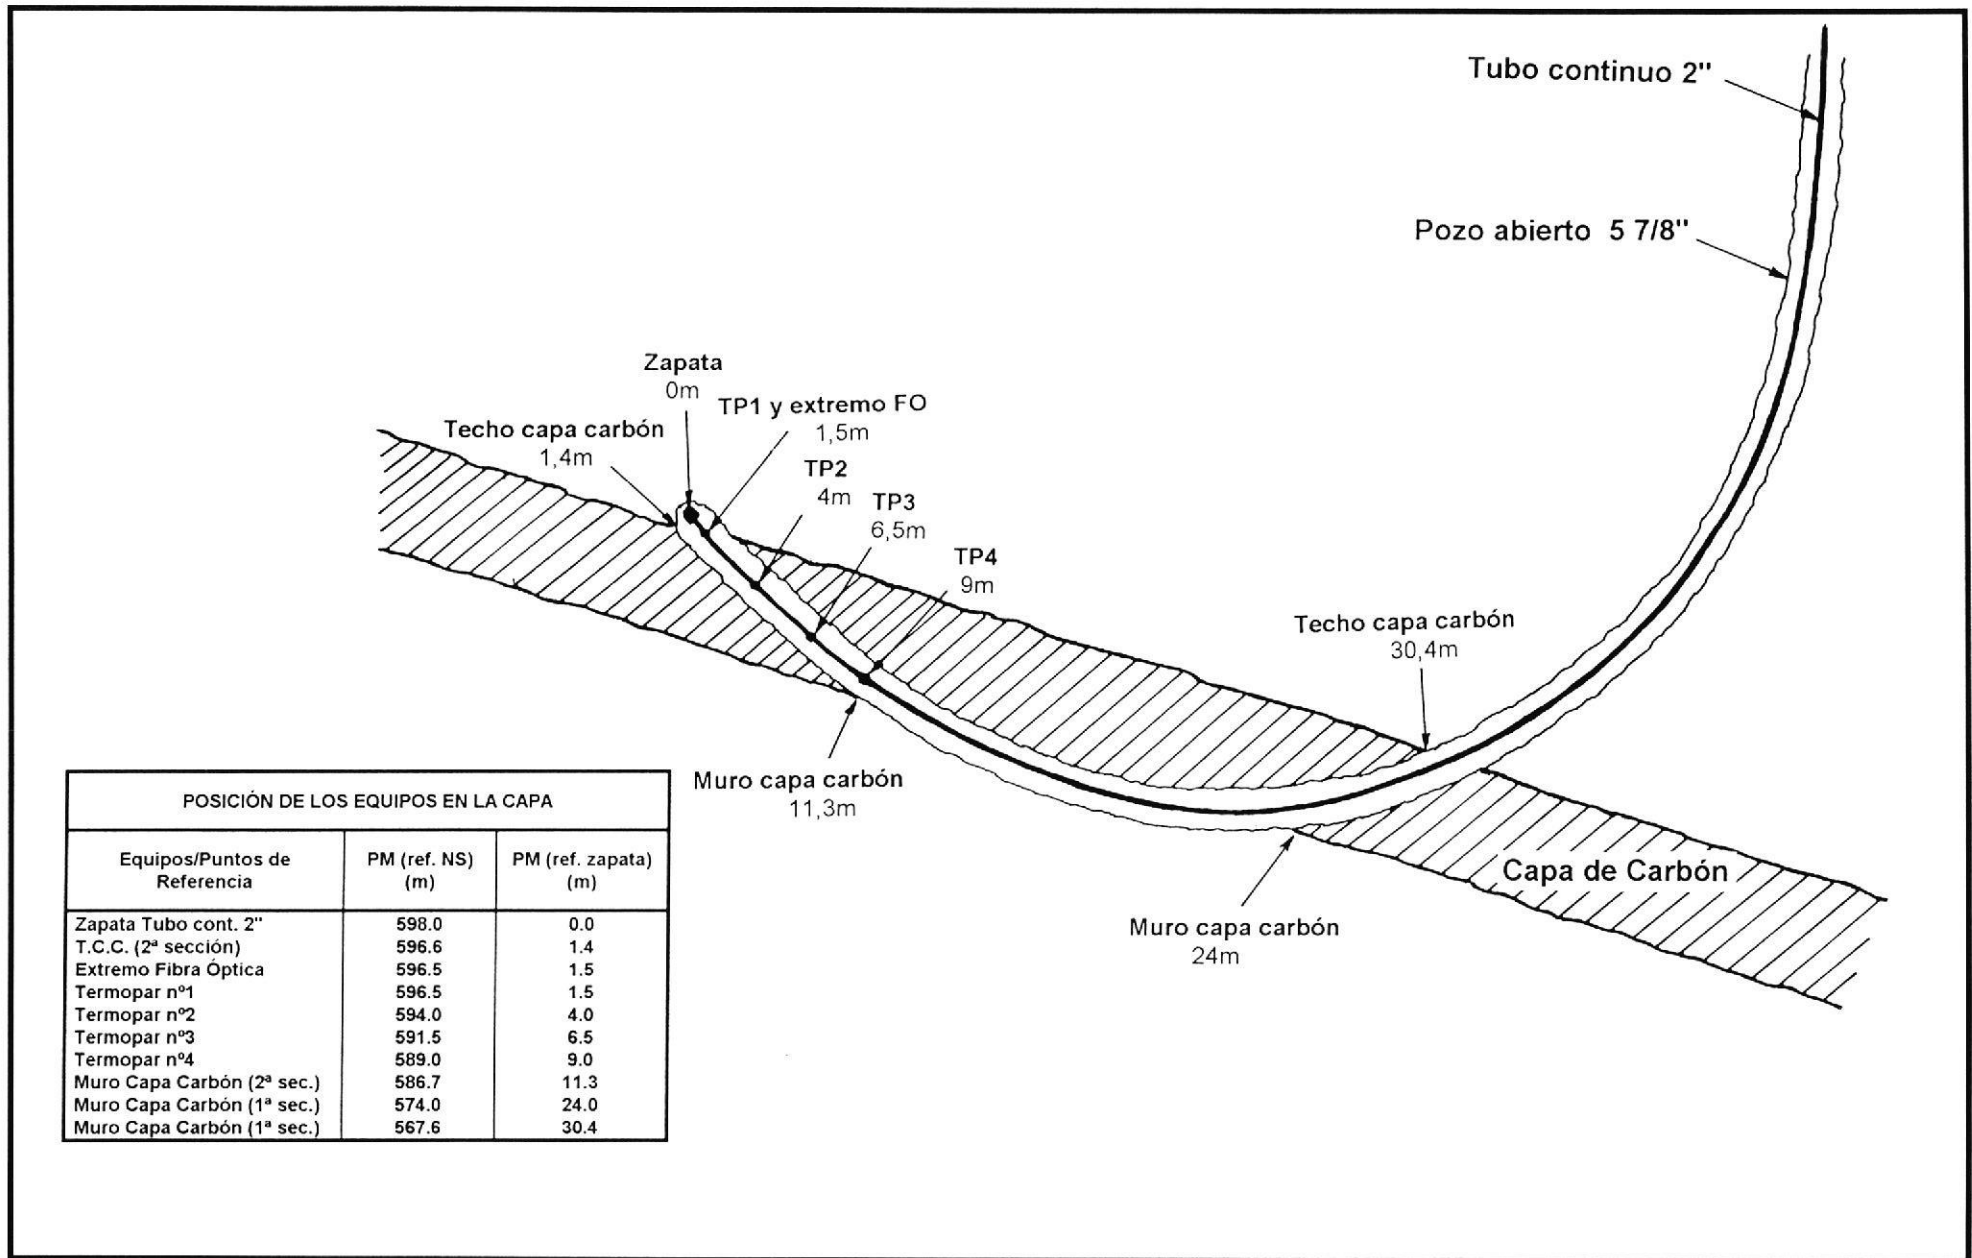 Tubo continuo 2"
Pozo abierto 5 7/8"
Zapata
0m
TP1 y extremo FO
1,5m
Techo capa carbón
1,4m
TP2
4m
TP3
6,5m
TP4
9m
Techo capa carbón
30,4m
Muro capa carbón
11,3m
Capa de Carbón
Muro capa carbón
24m
POSICIÓN DE LOS EQUIPOS EN LA CAPA
Equipos/Puntos de Referencia PM (ref. NS) (m) PM (ref. zapata) (m)
Zapata Tubo cont. 2" 598.0 0.0
T.C.C. (2ª sección) 596.6 1.4
Extremo Fibra Óptica 596.5 1.5
Termopar nº1 596.5 1.5
Termopar nº2 594.0 4.0
Termopar nº3 591.5 6.5
Termopar nº4 589.0 9.0
Muro Capa Carbón (2ª sec.) 586.7 11.3
Muro Capa Carbón (1ª sec.) 574.0 24.0
Muro Capa Carbón (1ª sec.) 567.6 30.4